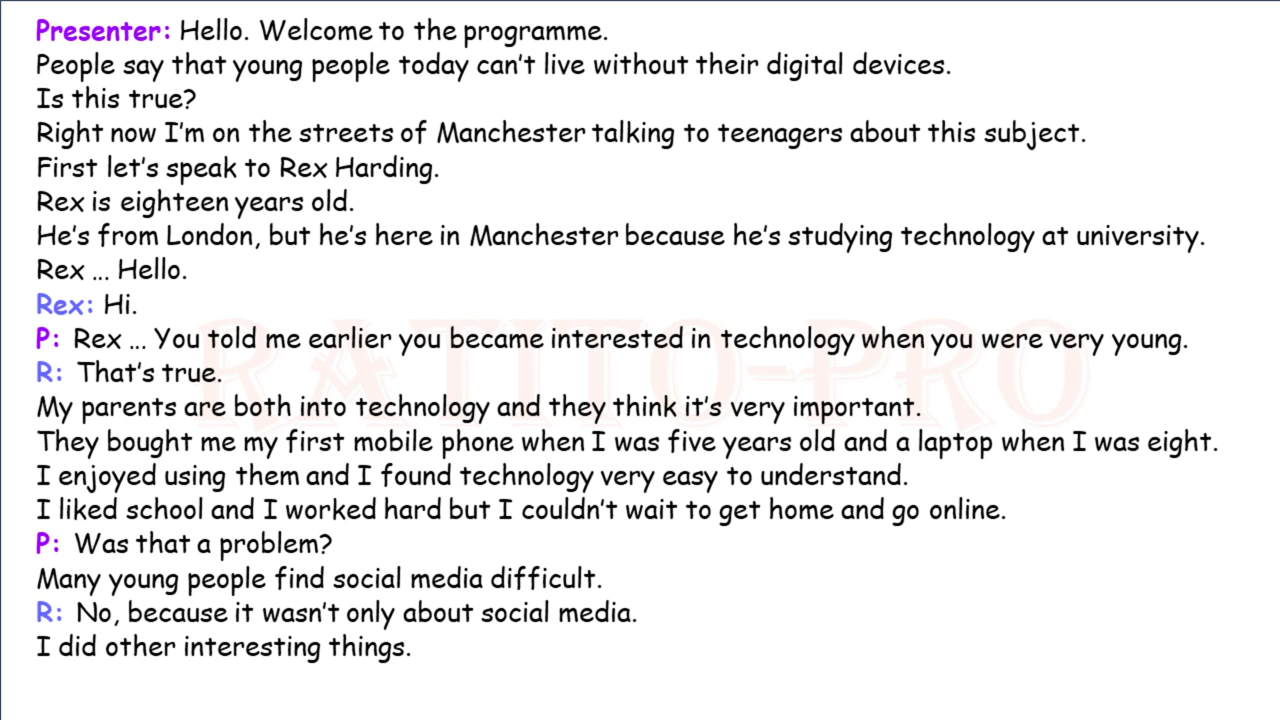 Presenter: Hello. Welcome to the programme.
People say that young people today can't live without their digital devices.
Is this true?
Right now I'm on the streets of Manchester talking to teenagers about this subject.
First let's speak to Rex Harding.
Rex is eighteen years old.
He's from London, but he's here in Manchester because he's studying technology at university.
Rex ... Hello.
Rex: Hi.
P: Rex ... You told me earlier you became interested in technology when you were very young.
R: That's true.
My parents are both into technology and they think it's very important.
They bought me my first mobile phone when I was five years old and a laptop when I was eight.
I enjoyed using them and I found technology very easy to understand.
I liked school and I worked hard but I couldn't wait to get home and go online.
P: Was that a problem?
Many young people find social media difficult.
R: No, because it wasn't only about social media.
I did other interesting things.
RATITO-PRO